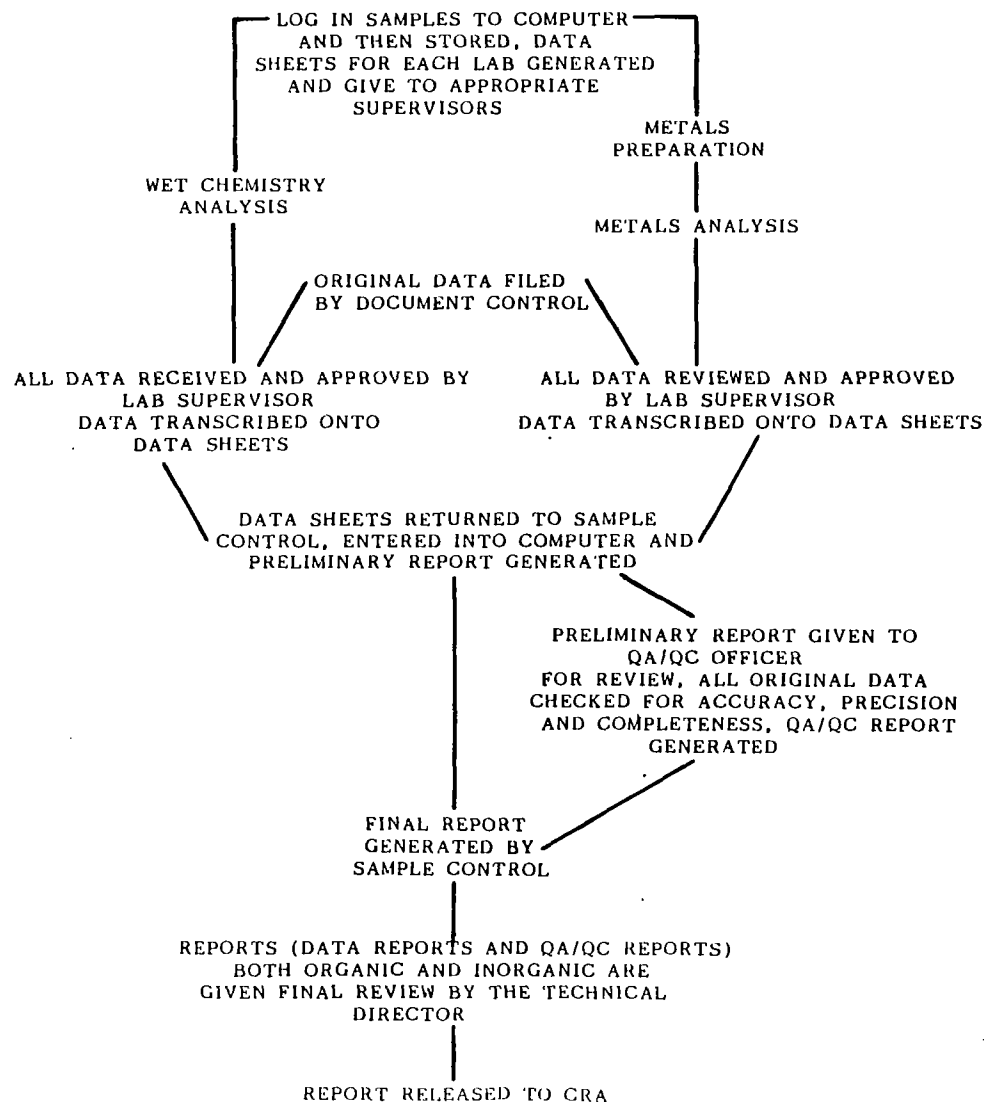 LOG IN SAMPLES TO COMPUTER
AND THEN STORED, DATA
SHEETS FOR EACH LAB GENERATED
AND GIVE TO APPROPRIATE
SUPERVISORS
METALS
PREPARATION
WET CHEMISTRY
ANALYSIS
METALS ANALYSIS
ORIGINAL DATA FILED
BY DOCUMENT CONTROL
ALL DATA RECEIVED AND APPROVED BY
LAB SUPERVISOR
DATA TRANSCRIBED ONTO
DATA SHEETS
ALL DATA REVIEWED AND APPROVED
BY LAB SUPERVISOR
DATA TRANSCRIBED ONTO DATA SHEETS
DATA SHEETS RETURNED TO SAMPLE
CONTROL, ENTERED INTO COMPUTER AND
PRELIMINARY REPORT GENERATED
PRELIMINARY REPORT GIVEN TO
QA/QC OFFICER
FOR REVIEW, ALL ORIGINAL DATA
CHECKED FOR ACCURACY, PRECISION
AND COMPLETENESS, QA/QC REPORT
GENERATED
FINAL REPORT
GENERATED BY
SAMPLE CONTROL
REPORTS (DATA REPORTS AND QA/QC REPORTS)
BOTH ORGANIC AND INORGANIC ARE
GIVEN FINAL REVIEW BY THE TECHNICAL
DIRECTOR
REPORT RELEASED TO CRA